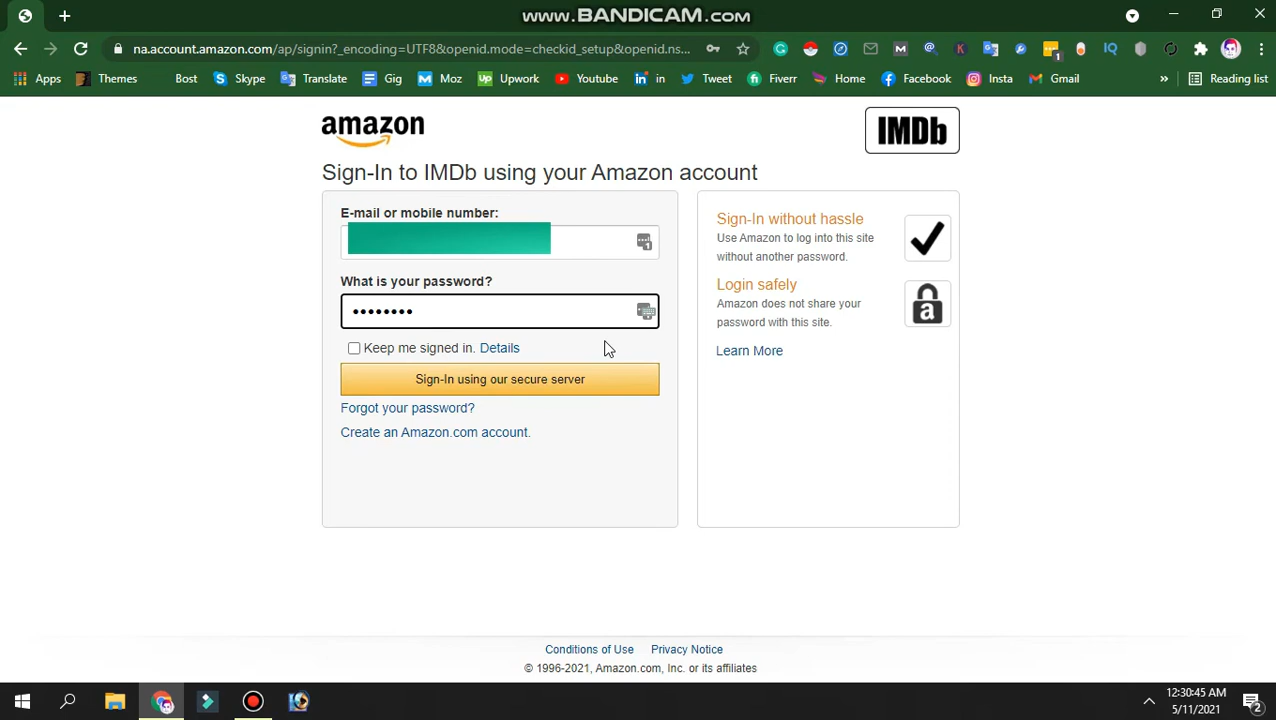 www.BANDICAM.com
na.account.amazon.com/ap/signin?_encoding=UTF8&openid.mode=checkid_setup&openid.ns...
Apps Themes Bost Skype Translate Gig Moz Upwork Youtube in Tweet Fiverr Home Facebook Insta Gmail » Reading list
amazon
IMDb
Sign-In to IMDb using your Amazon account
E-mail or mobile number:
What is your password?
••••••••
Keep me signed in. Details
Sign-In using our secure server
Forgot your password?
Create an Amazon.com account.
Sign-In without hassle
Use Amazon to log into this site
without another password.
Login safely
Amazon does not share your
password with this site.
Learn More
Conditions of Use Privacy Notice
© 1996-2021, Amazon.com, Inc. or its affiliates
12:30:45 AM
5/11/2021
2